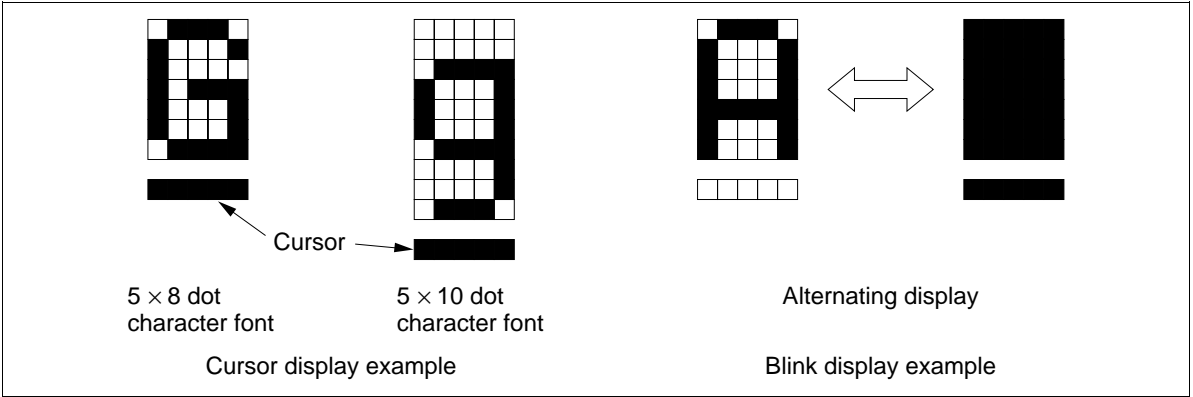 Cursor
5 × 8 dot
character font
5 × 10 dot
character font
Cursor display example
Alternating display
Blink display example